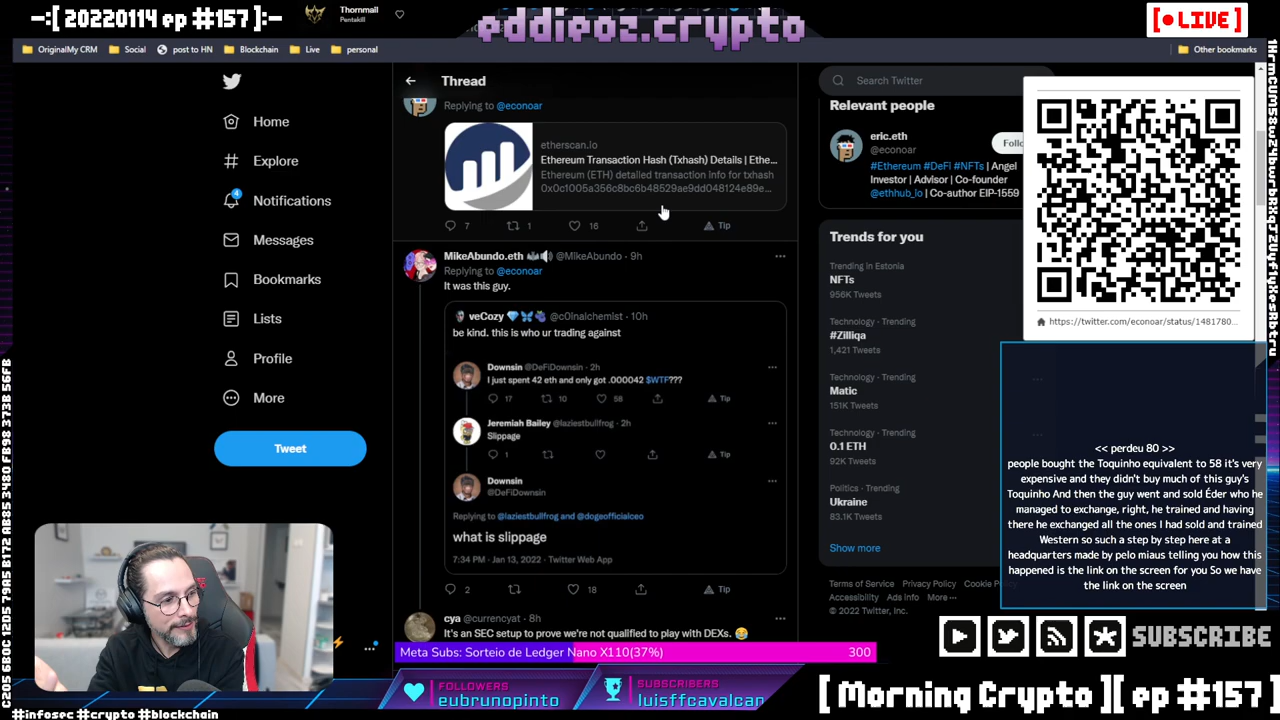 -:[ 20220114 ep #157 ]:-
Thornmail
Pentakill
eddiepoz.crypto
[● LIVE]
OriginalMy CRM
Social
post to HN
Blockchain
Live
personal
Other bookmarks
Home
Explore
4
Notifications
Messages
Bookmarks
Lists
Profile
More
Tweet
Thread
Replying to @econoar
etherscan.io
Ethereum Transaction Hash (Txhash) Details | Ethe...
Ethereum (ETH) detailed transaction info for txhash
0x0c1005a356c8bc6b48529ae9dd048124e89e...
7
1
16
Tip
MikeAbundo.eth @MikeAbundo · 9h
Replying to @econoar
It was this guy.
veCozy @c0inalchemist · 10h
be kind. this is who ur trading against
Downsin @DeFiDownsin · 2h
I just spent 42 eth and only got .000042 $WTF???
17
10
58
Tip
Jeremiah Bailey @laziestbullfrog · 2h
Slippage
1
Tip
Downsin
@DeFiDownsin
Replying to @laziestbullfrog and @dogeofficialceo
what is slippage
7:34 PM · Jan 13, 2022 · Twitter Web App
2
18
Tip
cya @currencyat · 8h
It's an SEC setup to prove we're not qualified to play with DEXs.
Search Twitter
Relevant people
eric.eth
@econoar
Follo
#Ethereum #DeFI #NFTs | Angel
Investor | Advisor | Co-founder
@ethhub_io | Co-author EIP-1559
Trends for you
Trending in Estonia
NFTs
956K Tweets
Technology · Trending
#Zilliqa
1,421 Tweets
Technology · Trending
Matic
151K Tweets
Technology · Trending
0.1 ETH
92K Tweets
Politics · Trending
Ukraine
83.1K Tweets
Show more
Terms of Service Privacy Policy Cookie Po
Accessibility Ads info More ···
© 2022 Twitter, Inc.
https://twitter.com/econoar/status/1481780...
<< perdeu 80 >>
people bought the Toquinho equivalent to 58 it's very
expensive and they didn't buy much of this guy's
Toquinho And then the guy went and sold Éder who he
managed to exchange, right, he trained and having
there he exchanged all the ones I had sold and trained
Western so such a step by step here at a
headquarters made by pelo miaus telling you how this
happened is the link on the screen for you So we have
the link on the screen
SUBSCRIBE
Meta Subs: Sorteio de Ledger Nano X
110(37%)
300
FOLLOWERS
eubrunopinto
SUBSCRIBERS
luisffcavalcan
[ Morning Crypto ][ ep #157 ]
#infosec #crypto #blockchain